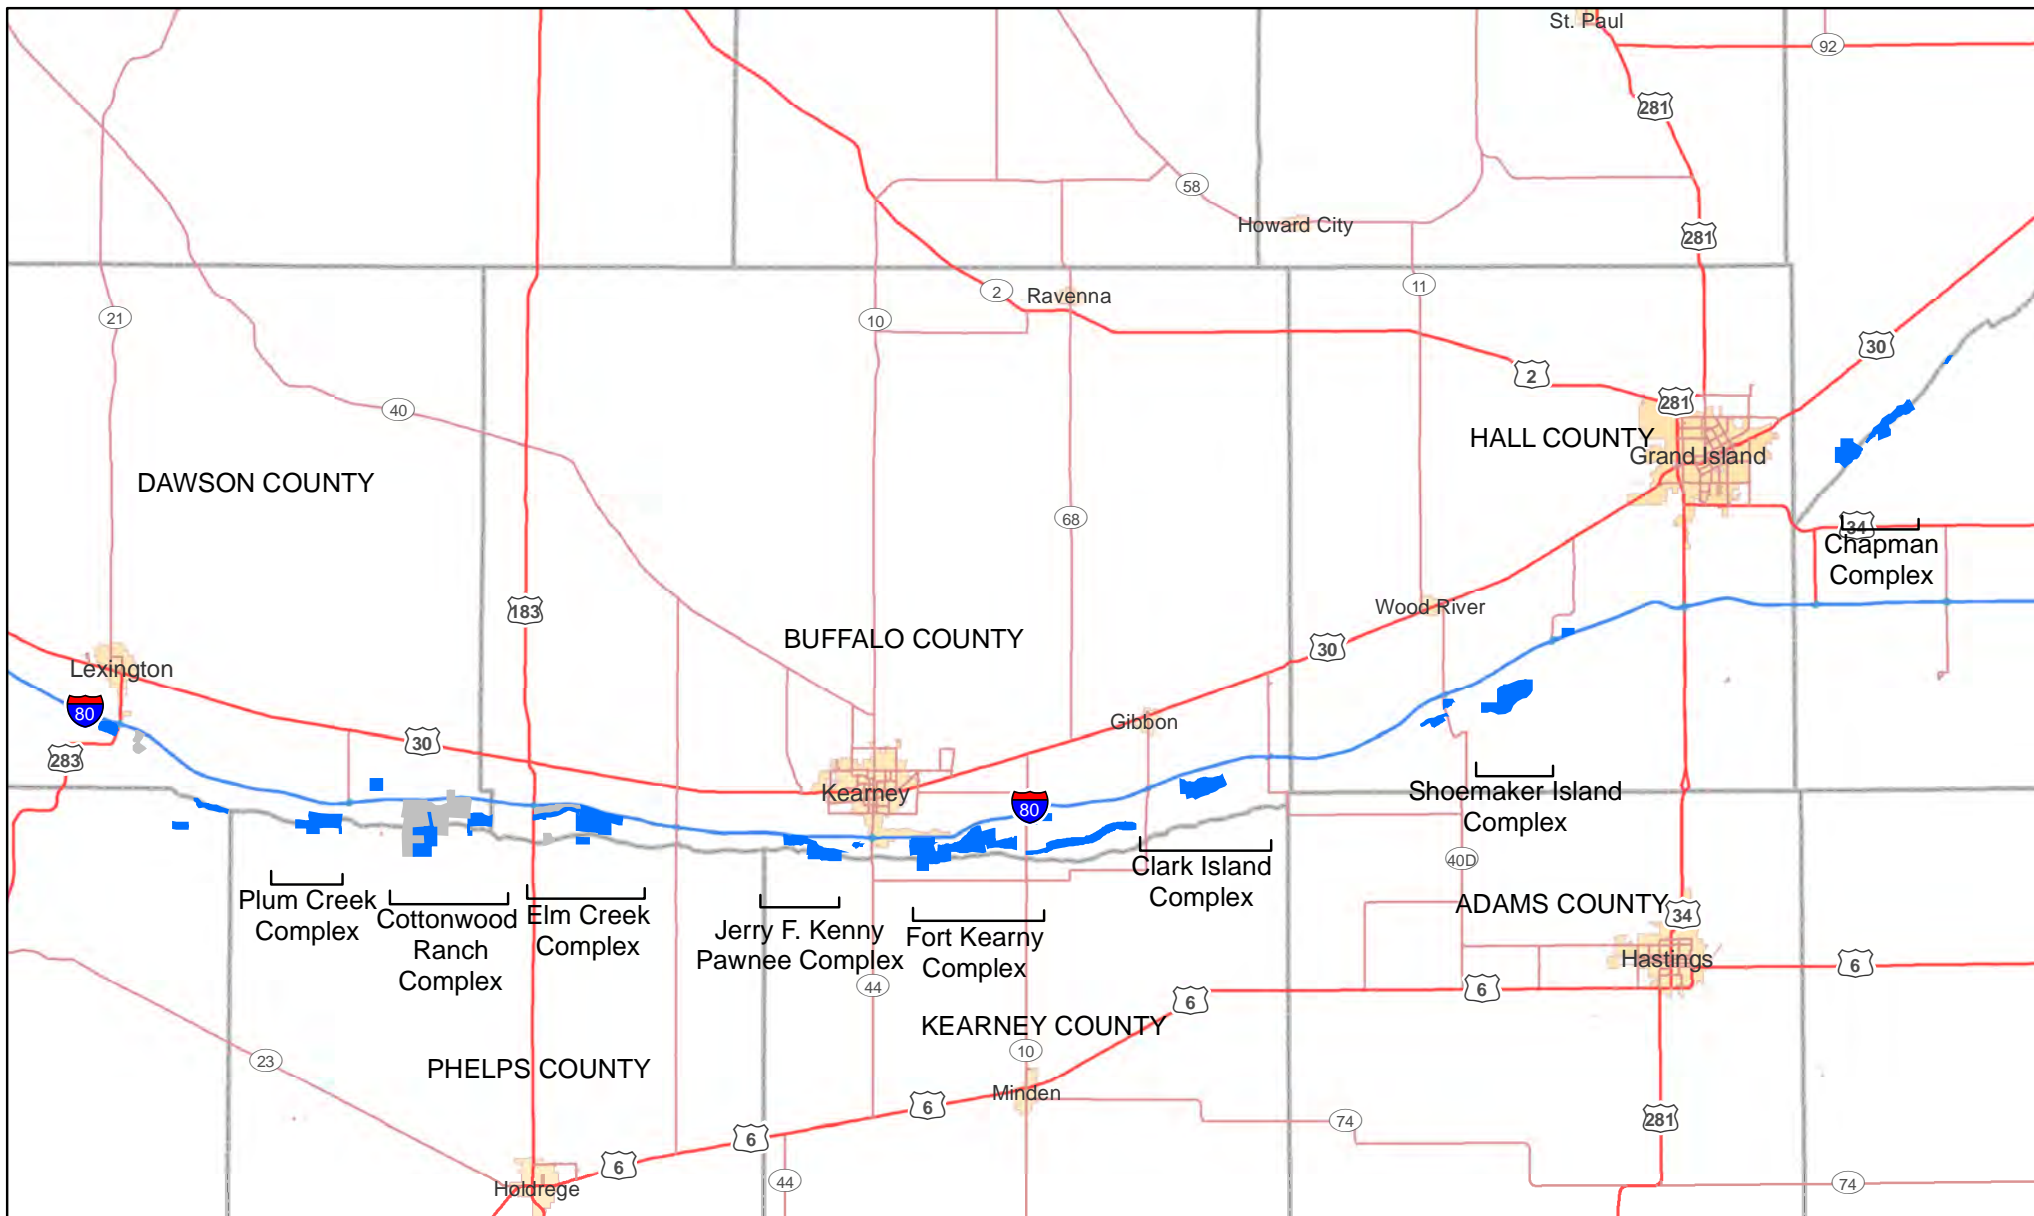 St. Paul
92
281
58
Howard City
281
2
Ravenna
11
21
10
30
2
40
281
HALL COUNTY
Grand Island
DAWSON COUNTY
68
34
Chapman
Complex
183
Wood River
BUFFALO COUNTY
30
Lexington
80
Gibbon
30
283
Kearney
80
Shoemaker Island
Complex
40D
Clark Island
Complex
Plum Creek
Complex
Cottonwood
Ranch
Complex
Elm Creek
Complex
ADAMS COUNTY
34
Jerry F. Kenny
Pawnee Complex
Fort Kearny
Complex
Hastings
6
44
6
6
KEARNEY COUNTY
10
23
PHELPS COUNTY
Minden
6
74
281
6
6
44
Holdrege
74